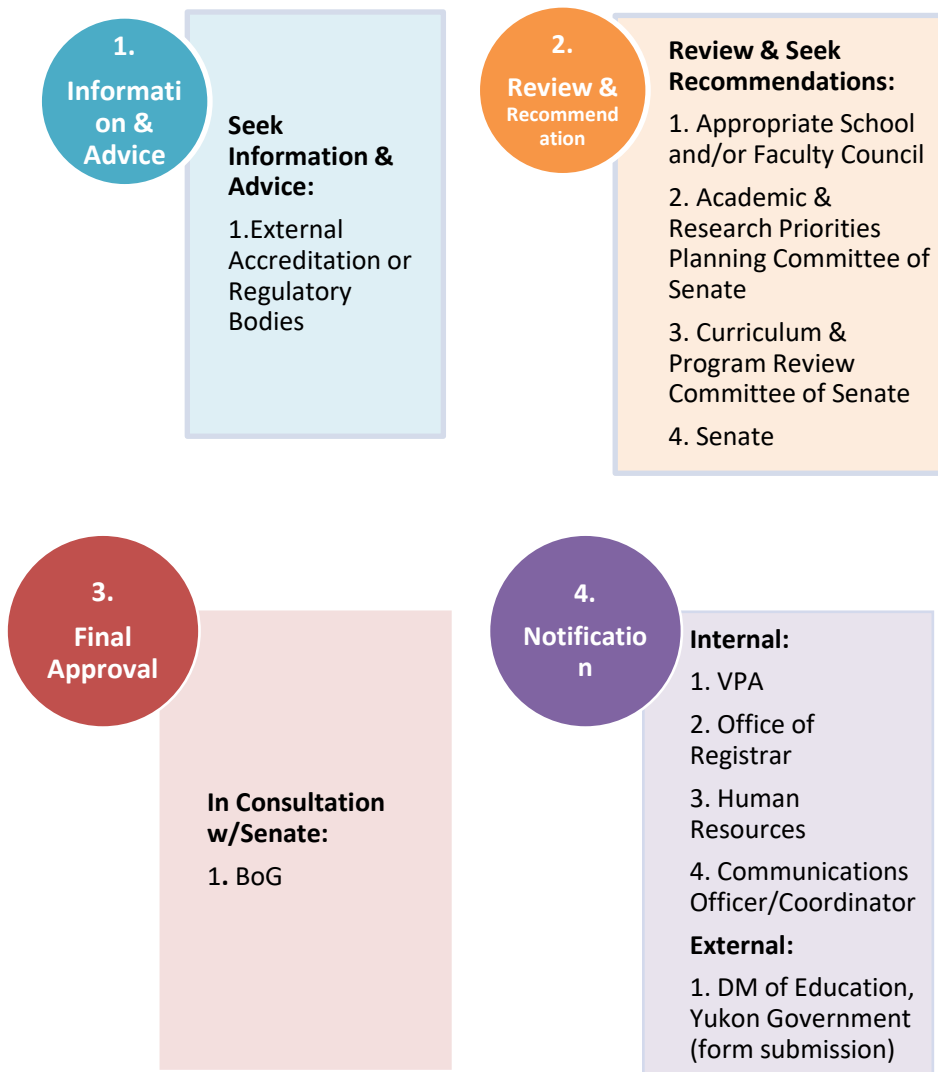 1.
Informati
on &
Advice
Seek
Information &
Advice:
1.External
Accreditation or
Regulatory
Bodies
2.
Review &
Recommend
ation
Review & Seek
Recommendations:
1. Appropriate School
and/or Faculty Council
2. Academic &
Research Priorities
Planning Committee of
Senate
3. Curriculum &
Program Review
Committee of Senate
4. Senate
3.
Final
Approval
In Consultation
w/Senate:
1. BoG
4.
Notificatio
n
Internal:
1. VPA
2. Office of
Registrar
3. Human
Resources
4. Communications
Officer/Coordinator
External:
1. DM of Education,
Yukon Government
(form submission)